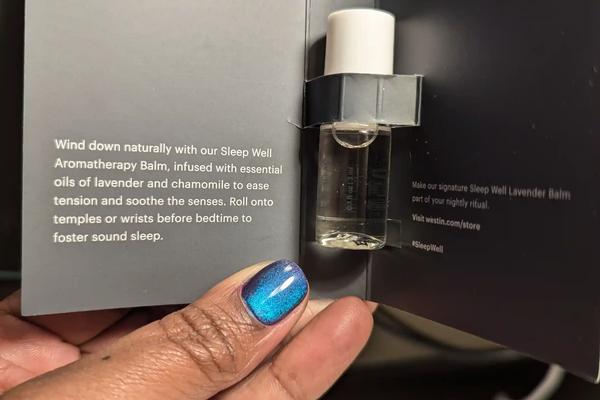 Wind down naturally with our Sleep Well
Aromatherapy Balm, infused with essential
oils of lavender and chamomile to ease
tension and soothe the senses. Roll onto
temples or wrists before bedtime to
foster sound sleep.
Make our signature Sleep Well Lavender Balm
part of your nightly ritual.
Visit westin.com/store
#SleepWell